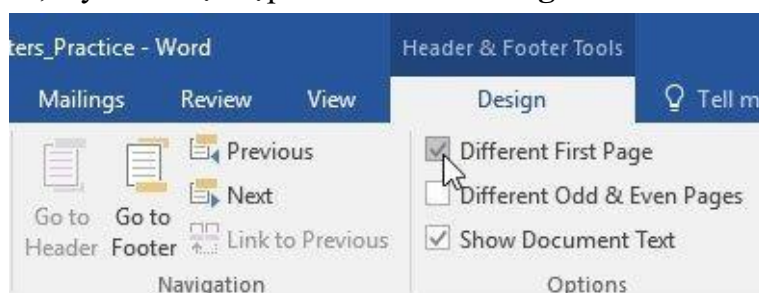 ters_Practice - Word
Header & Footer Tools
Mailings Review View Design Tell m
Go to Header
Go to Footer
Previous
Next
Link to Previous
Navigation
Different First Page
Different Odd & Even Pages
Show Document Text
Options